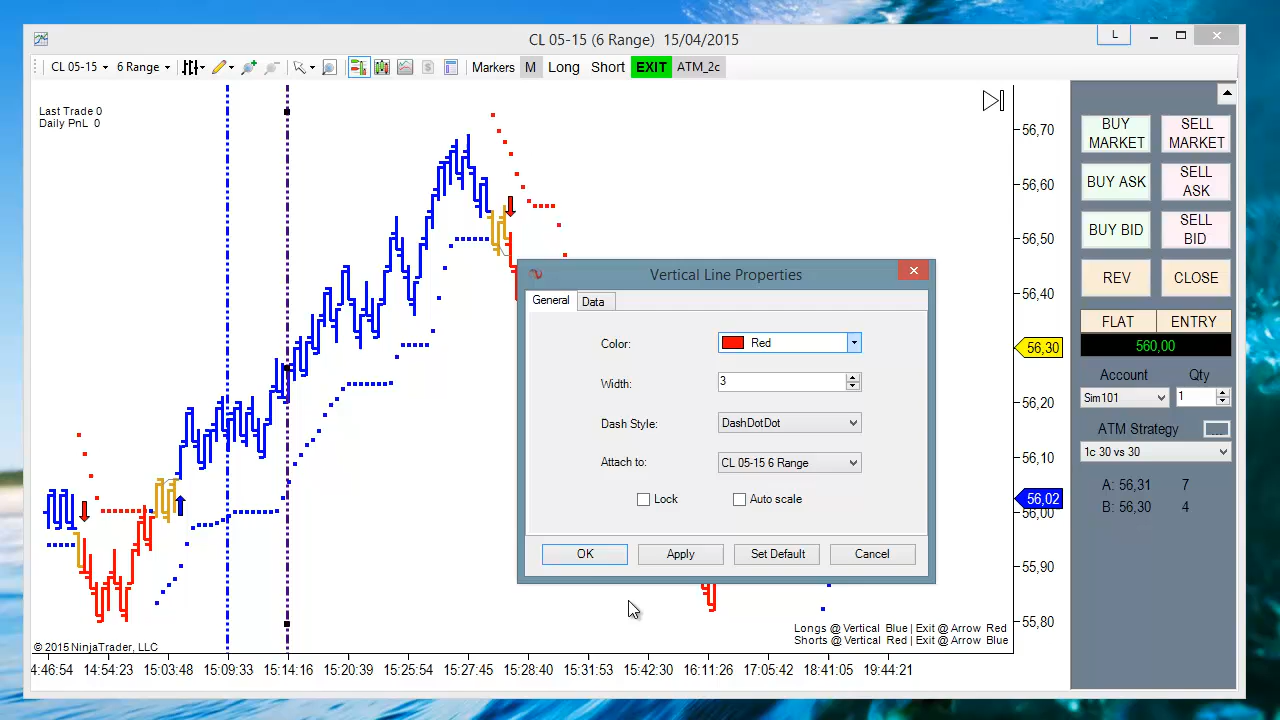 CL 05-15 (6 Range) 15/04/2015
L
CL 05-15 6 Range Markers M Long Short EXIT ATM_2c
Last Trade 0
Daily PnL 0
56,70
56,60
56,50
56,40
56,30
56,20
56,10
56,02
56,00
55,90
55,80
BUY MARKET
SELL MARKET
BUY ASK
SELL ASK
BUY BID
SELL BID
REV
CLOSE
FLAT
ENTRY
560,00
Account
Qty
Sim101
1
ATM Strategy
1c 30 vs 30
A: 56,31 7
B: 56,30 4
Vertical Line Properties
General
Data
Color: Red
Width: 3
Dash Style: DashDotDot
Attach to: CL 05-15 6 Range
Lock
Auto scale
OK
Apply
Set Default
Cancel
Longs @ Vertical Blue | Exit @ Arrow Red
Shorts @ Vertical Red | Exit @ Arrow Blue
© 2015 NinjaTrader, LLC
4:46:54 14:54:23 15:03:48 15:09:33 15:14:16 15:20:39 15:25:54 15:27:45 15:28:40 15:31:53 15:42:30 16:11:26 17:05:42 18:41:05 19:44:21